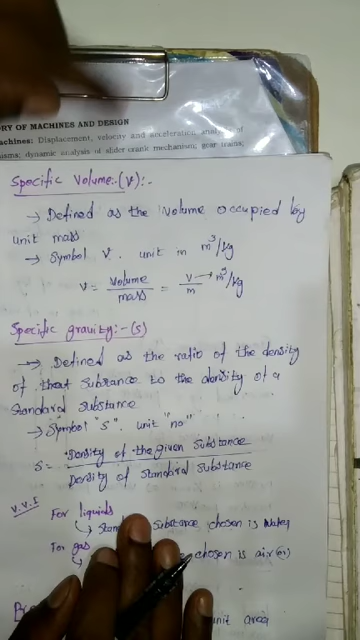 ORY OF MACHINES AND DESIGN
achines: Displacement, velocity and acceleration analysis of
nisms; dynamic analysis of slider-crank mechanism; gear trains;
Specific Volume:-(v):-
→ Defined as the volume occupied by
unit mass
→ Symbol v. unit in m³/kg
v = volume/mass = v/m → m³/kg
Specific gravity:-(s)
→ Defined as the ratio of the density
of that substance to the density of a
standard substance
→ Symbol "s". unit "no"
s = Density of the given substance/Density of standard substance
V.V.I
For liquids
↳ Substance chosen is water
For gas
↳ chosen is air (or)
unit area